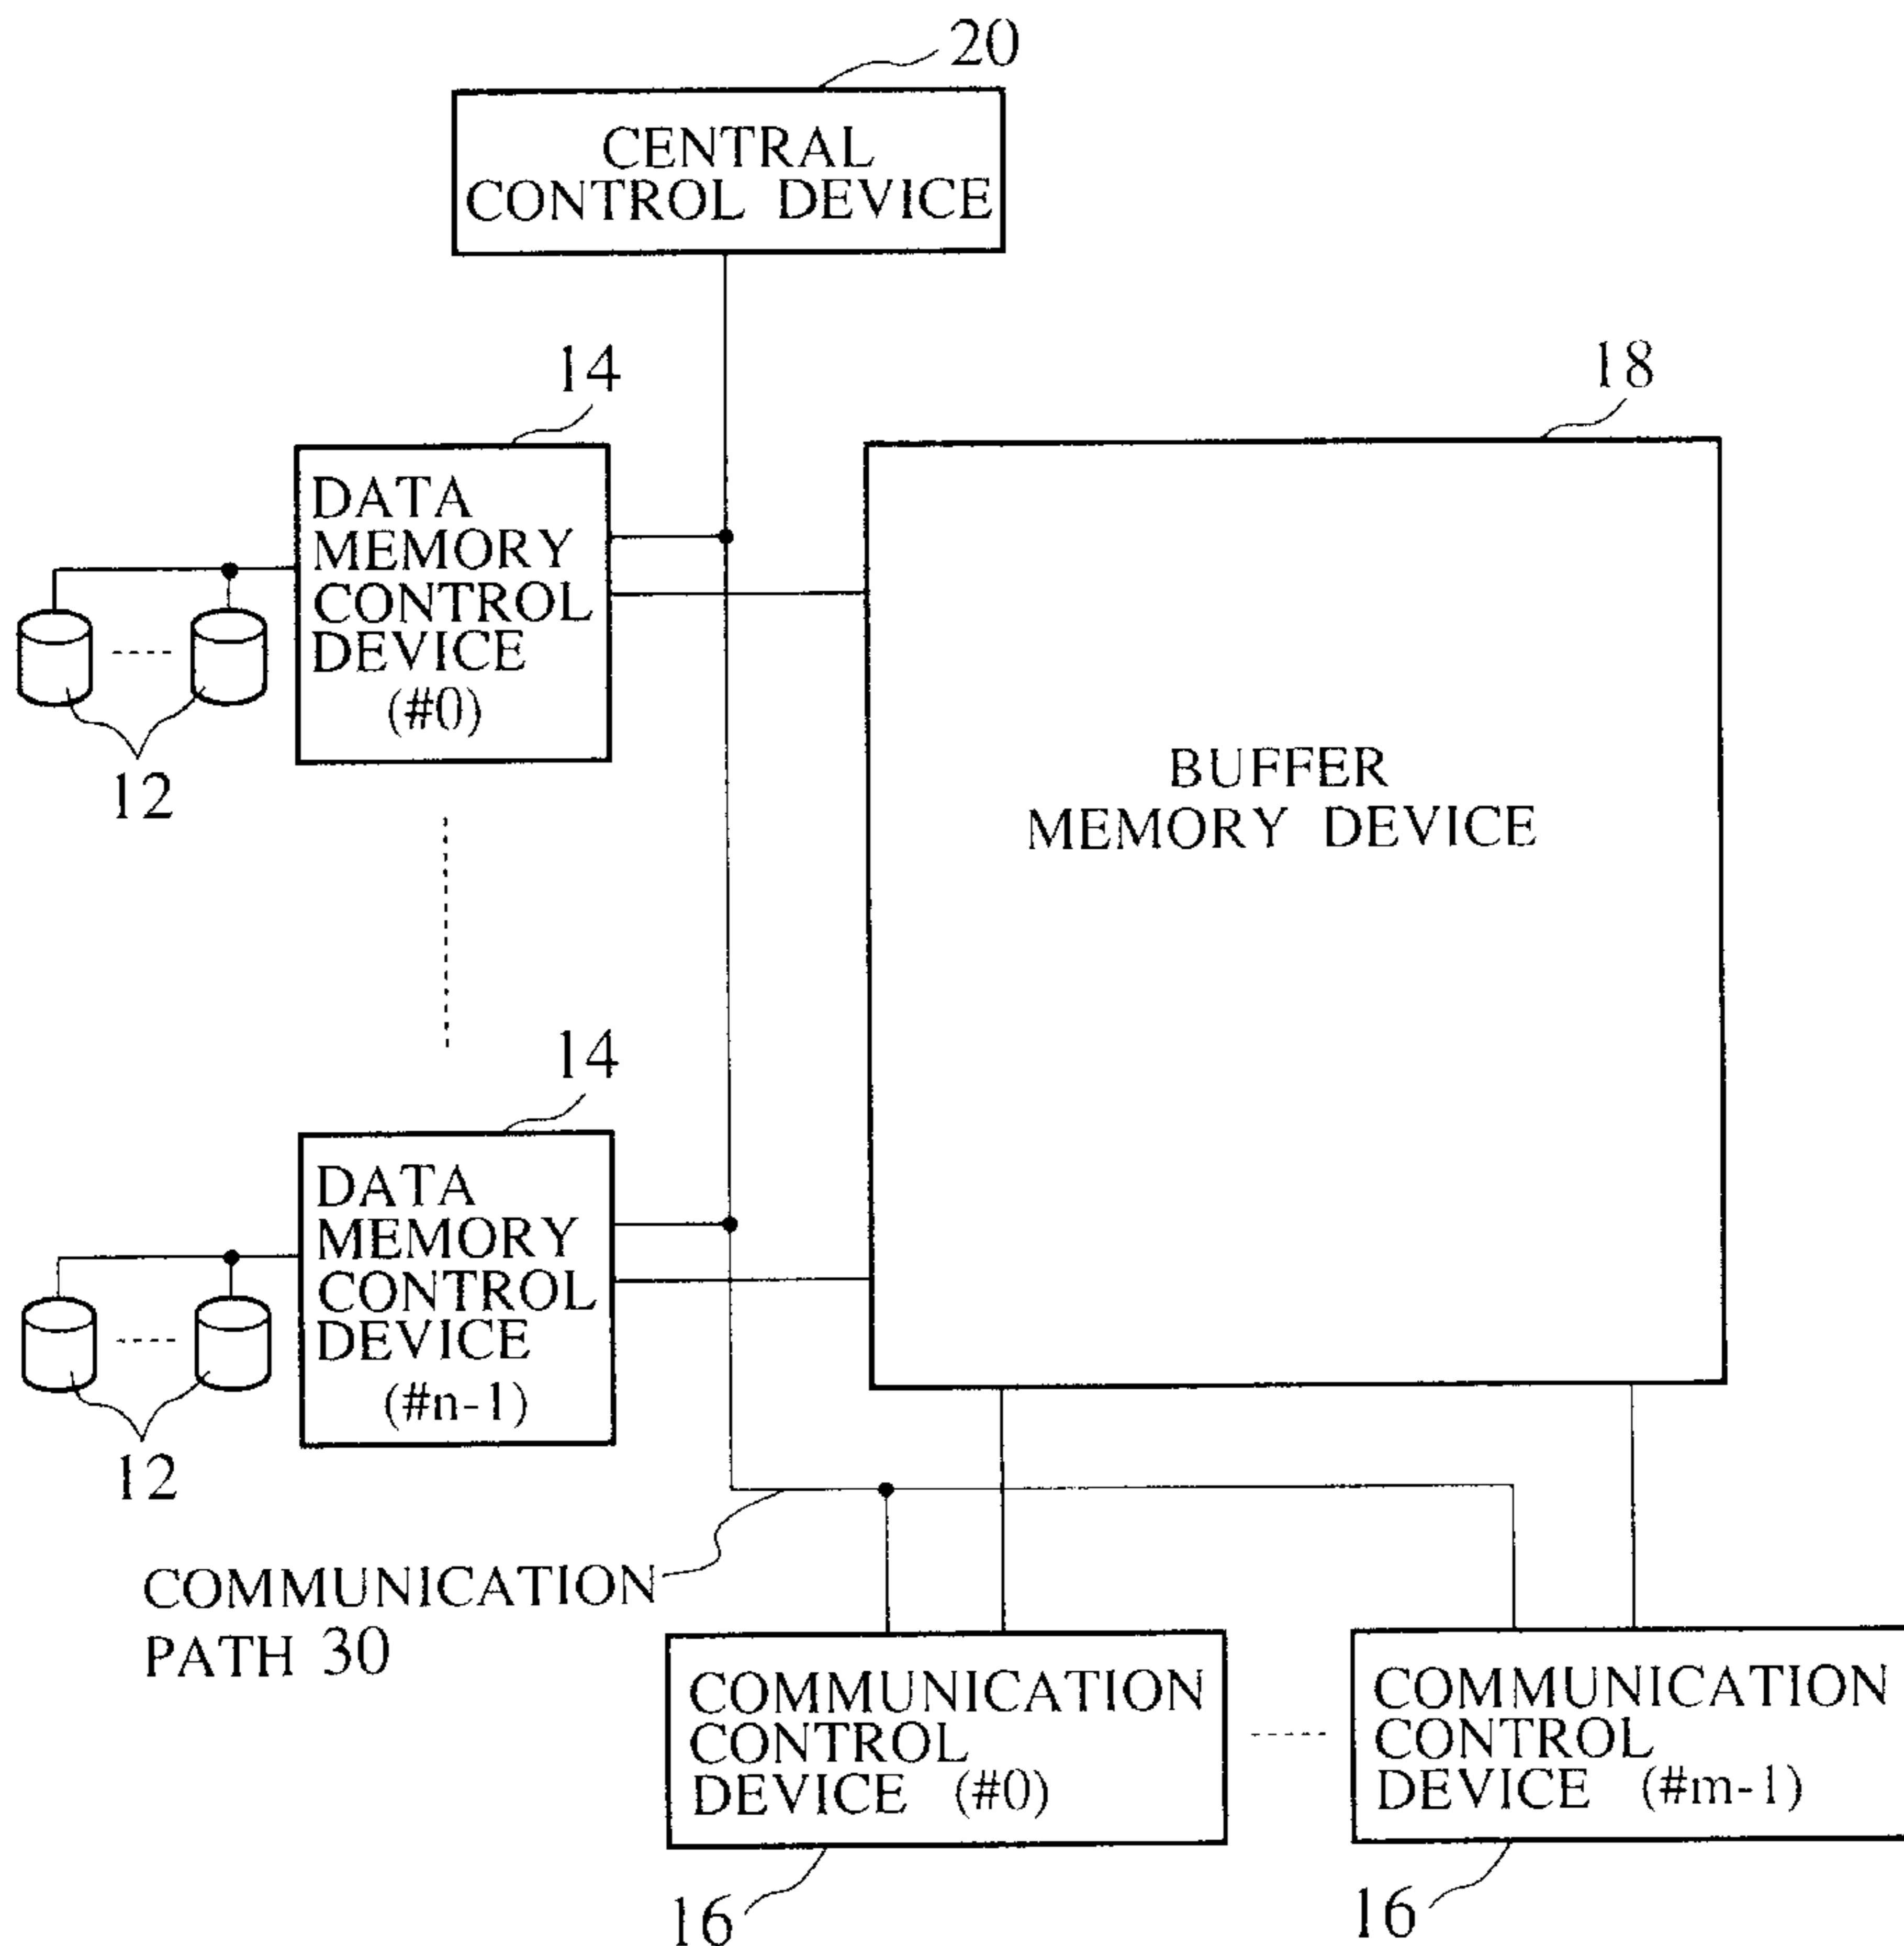 20
CENTRAL
CONTROL DEVICE
14
18
DATA
MEMORY
CONTROL
DEVICE
(#0)
12
BUFFER
MEMORY DEVICE
14
DATA
MEMORY
CONTROL
DEVICE
(#n-1)
12
COMMUNICATION
PATH 30
COMMUNICATION
CONTROL
DEVICE (#0)
COMMUNICATION
CONTROL
DEVICE (#m-1)
16
16